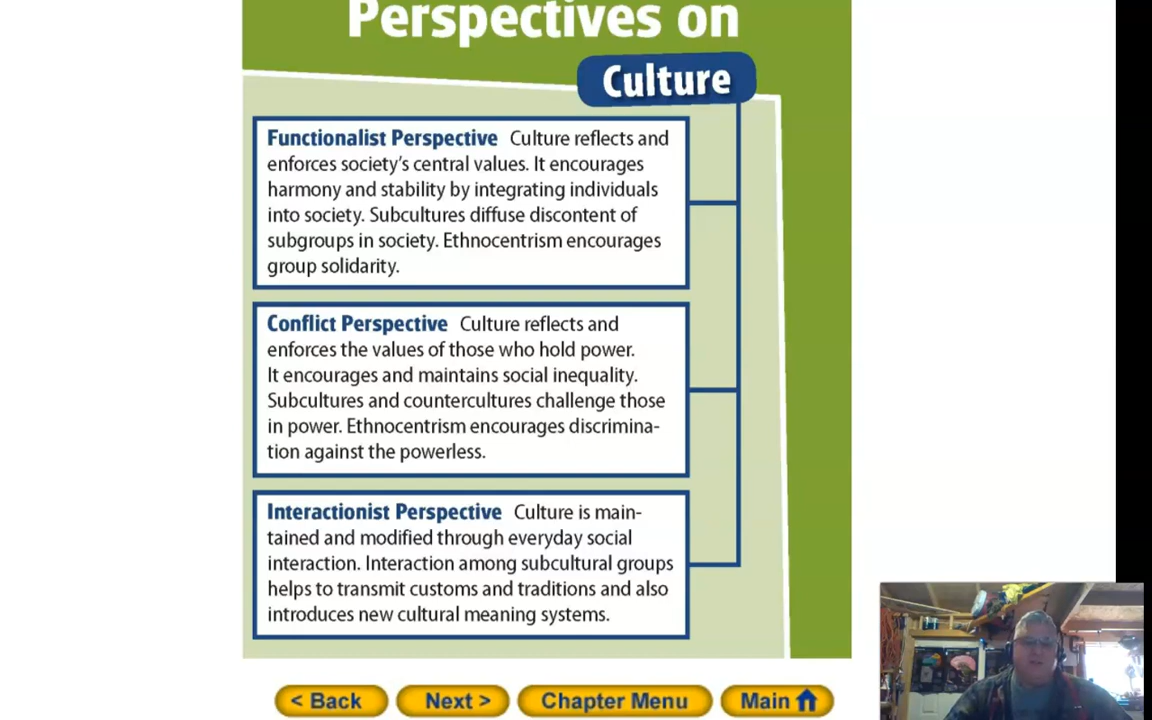 Perspectives on
Culture
Functionalist Perspective Culture reflects and
enforces society's central values. It encourages
harmony and stability by integrating individuals
into society. Subcultures diffuse discontent of
subgroups in society. Ethnocentrism encourages
group solidarity.
Conflict Perspective Culture reflects and
enforces the values of those who hold power.
It encourages and maintains social inequality.
Subcultures and countercultures challenge those
in power. Ethnocentrism encourages discrimina-
tion against the powerless.
Interactionist Perspective Culture is main-
tained and modified through everyday social
interaction. Interaction among subcultural groups
helps to transmit customs and traditions and also
introduces new cultural meaning systems.
< Back
Next >
Chapter Menu
Main